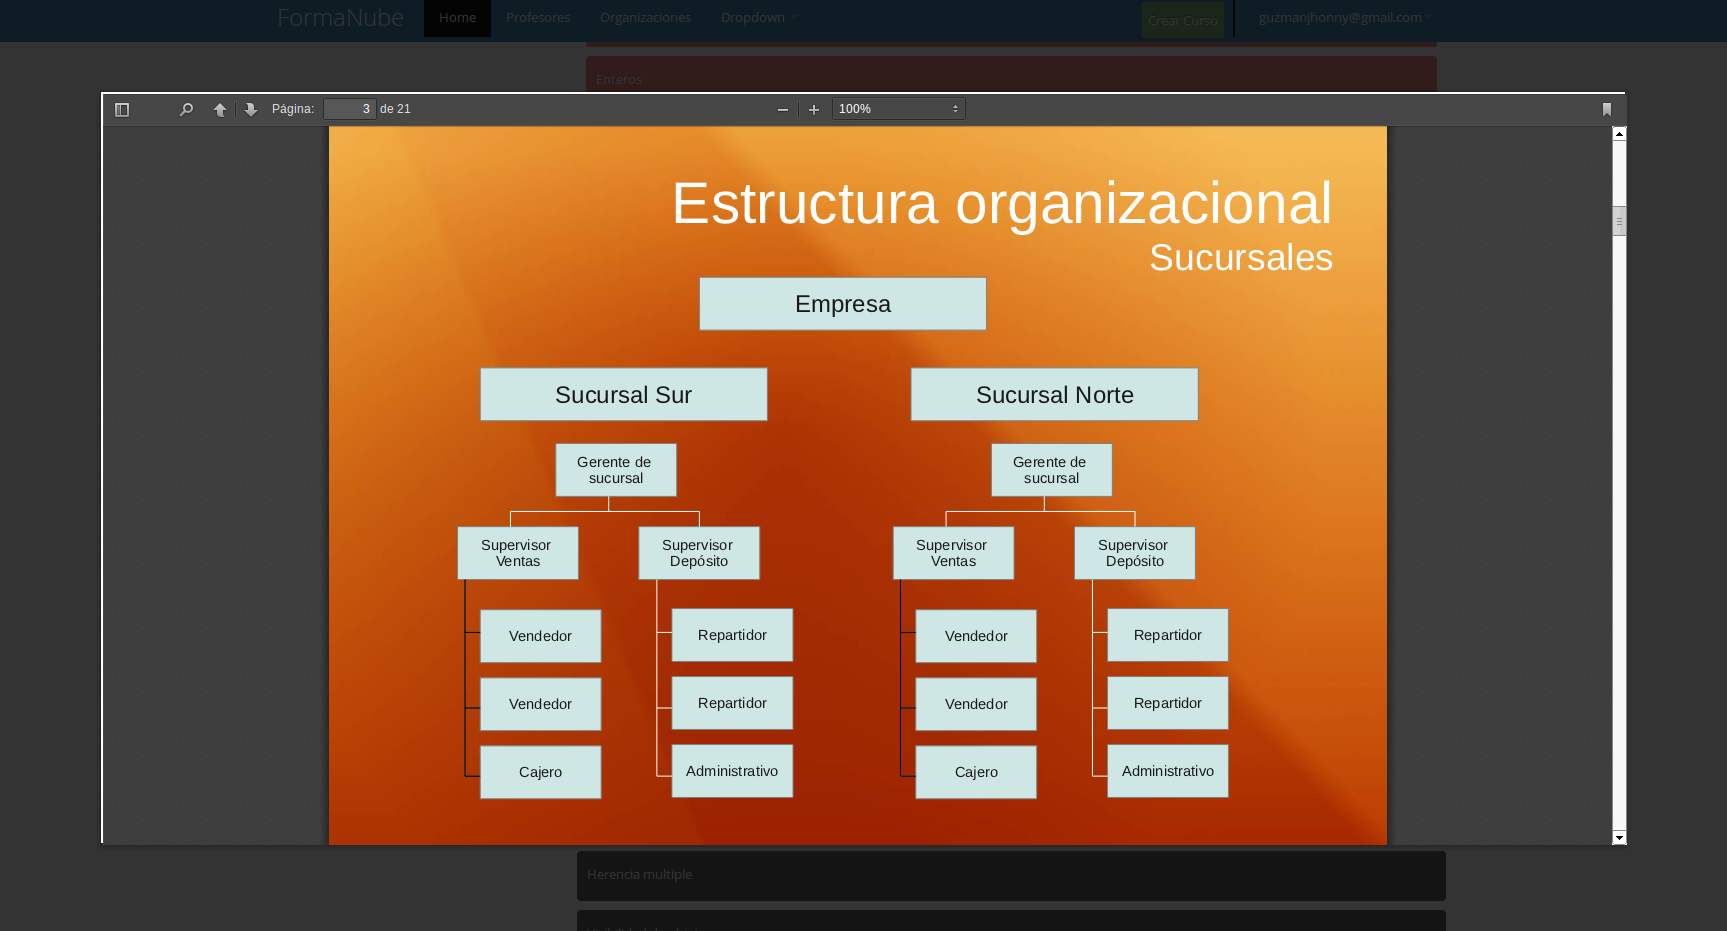 FormaNube Home Profesores Organizaciones Dropdown Crear Curso guzmanjhonny@gmail.com
Enteros
Página: 3 de 21 100%
Estructura organizacional
Sucursales
Empresa
Sucursal Sur
Sucursal Norte
Gerente de
sucursal
Gerente de
sucursal
Supervisor
Ventas
Supervisor
Depósito
Supervisor
Ventas
Supervisor
Depósito
Vendedor
Repartidor
Vendedor
Repartidor
Vendedor
Repartidor
Vendedor
Repartidor
Cajero
Administrativo
Cajero
Administrativo
Herencia multiple